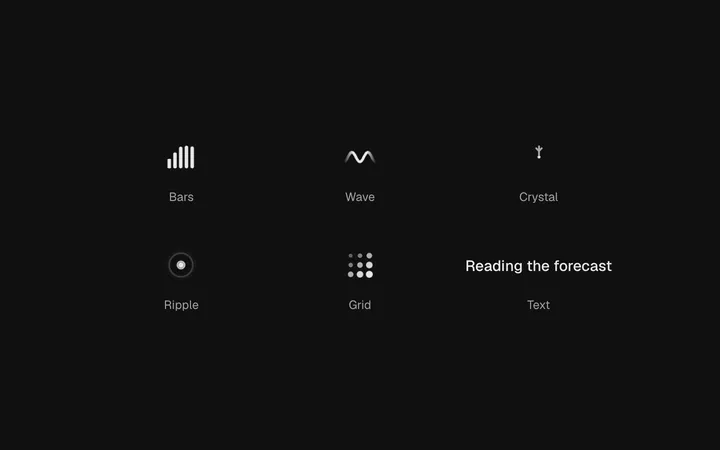 Bars
Wave
Crystal
Ripple
Grid
Reading the forecast
Text